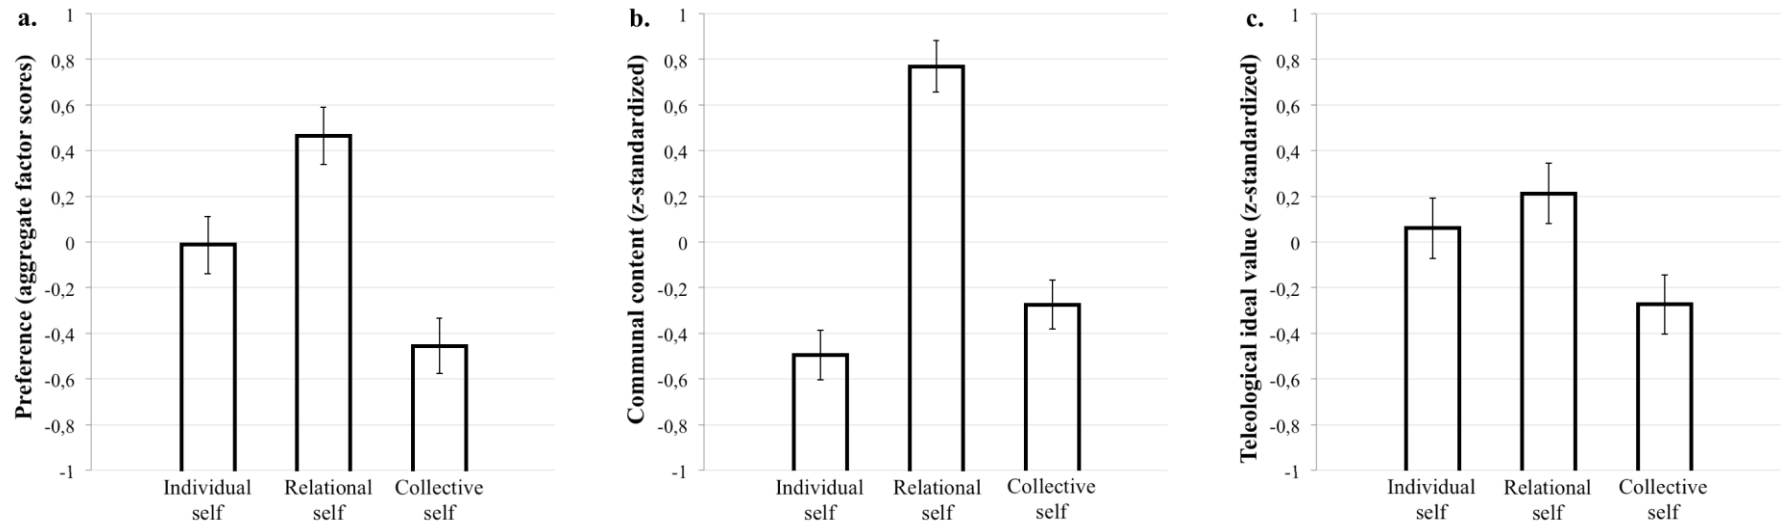 a.
Preference (aggregate factor scores)
1
0,8
0,6
0,4
0,2
0
-0,2
-0,4
-0,6
-0,8
-1
Individual
self
Relational
self
Collective
self
b.
Communal content (z-standardized)
1
0,8
0,6
0,4
0,2
0
-0,2
-0,4
-0,6
-0,8
-1
Individual
self
Relational
self
Collective
self
c.
Teleological ideal value (z-standardized)
1
0,8
0,6
0,4
0,2
0
-0,2
-0,4
-0,6
-0,8
-1
Individual
self
Relational
self
Collective
self